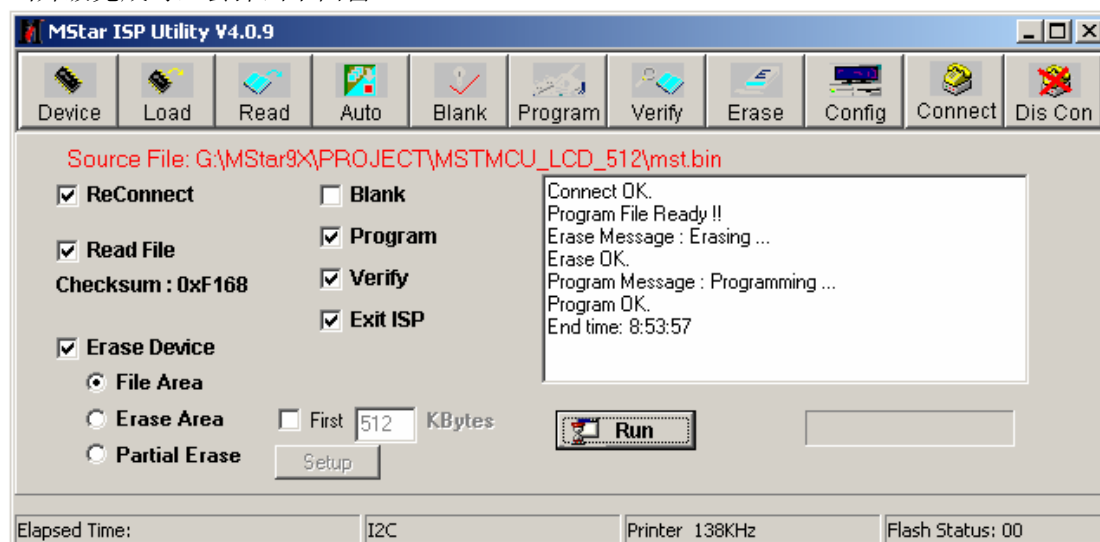 MStar ISP Utility V4.0.9
Device Load Read Auto Blank Program Verify Erase Config Connect Dis Con
Source File: G:\MStar9X\PROJECT\MSTMCU_LCD_512\mst.bin
ReConnect
Read File
Checksum : 0xF168
Erase Device
File Area
Erase Area
Partial Erase
Blank
Program
Verify
Exit ISP
First 512 KBytes
Setup
Connect OK.
Program File Ready !!
Erase Message : Erasing ...
Erase OK.
Program Message : Programming ...
Program OK.
End time: 8:53:57
Run
Elapsed Time: I2C Printer 138KHz Flash Status: 00